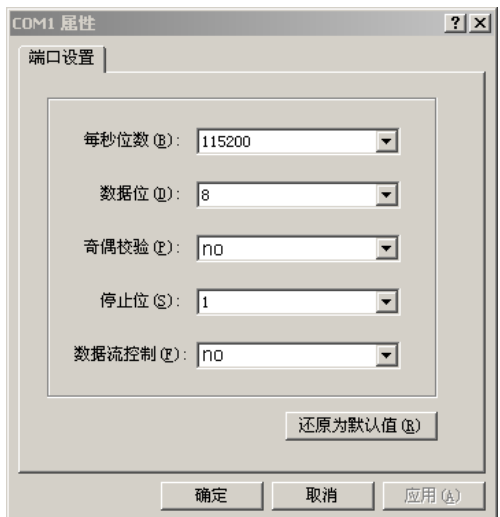 COM1 属性
端口设置
每秒位数(B): 115200
数据位(D): 8
奇偶校验(P): no
停止位(S): 1
数据流控制(F): no
还原为默认值(R)
确定 取消 应用(A)